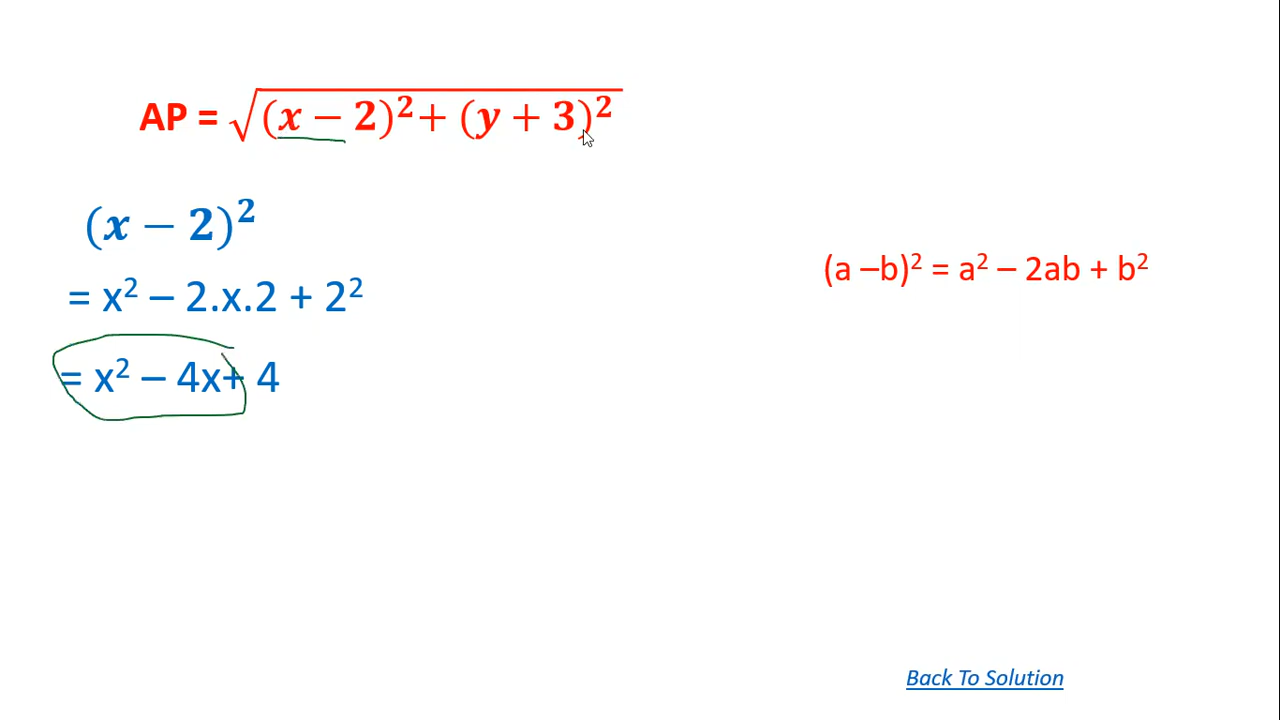 AP = √(x − 2)² + (y + 3)²
(x − 2)²
= x² – 2.x.2 + 2²
(a –b)² = a² – 2ab + b²
= x² – 4x+ 4
Back To Solution